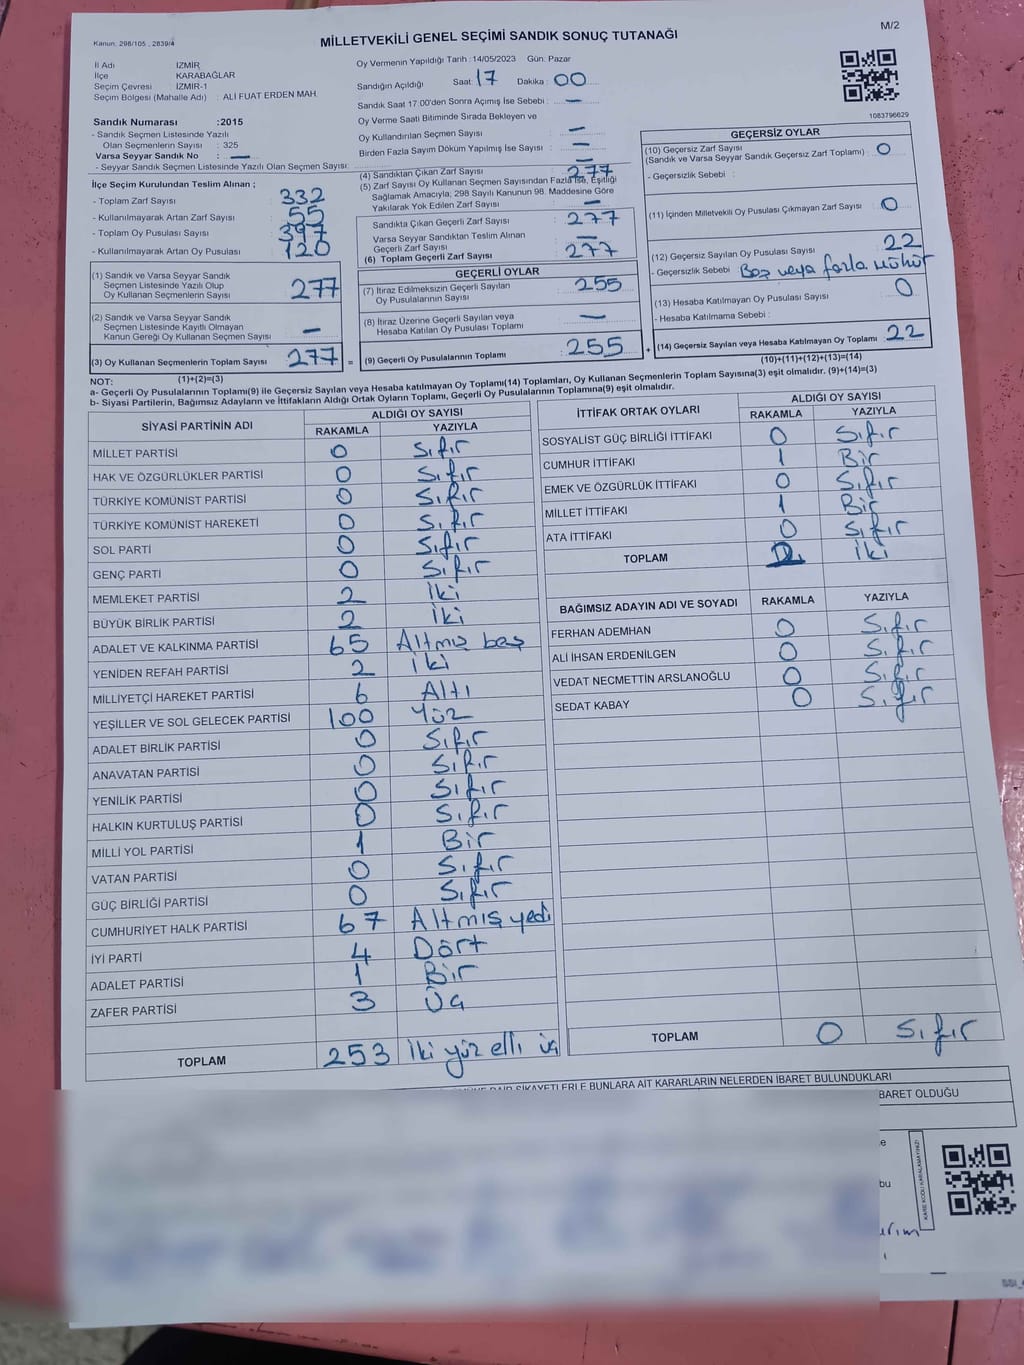 M/2
Kanun: 298/105 , 2839/4
MİLLETVEKİLİ GENEL SEÇİMİ SANDIK SONUÇ TUTANAĞI
İl Adı : İZMİR
İlçe : KARABAĞLAR
Seçim Çevresi : İZMİR-1
Seçim Bölgesi (Mahalle Adı) : ALİ FUAT ERDEN MAH.
Sandık Numarası :2015
- Sandık Seçmen Listesinde Yazılı
Olan Seçmenlerin Sayısı : 325
Varsa Seyyar Sandık No : —
- Seyyar Sandık Seçmen Listesinde Yazılı Olan Seçmen Sayısı:
İlçe Seçim Kurulundan Teslim Alınan ;
- Toplam Zarf Sayısı 332
- Kullanılmayarak Artan Zarf Sayısı 55
- Toplam Oy Pusulası Sayısı 397
- Kullanılmayarak Artan Oy Pusulası 120
(1) Sandık ve Varsa Seyyar Sandık
Seçmen Listesinde Yazılı Olup
Oy Kullanan Seçmenlerin Sayısı 277
(2) Sandık ve Varsa Seyyar Sandık
Seçmen Listesinde Kayıtlı Olmayan
Kanun Gereği Oy Kullanan Seçmen Sayısı —
(3) Oy Kullanan Seçmenlerin Toplam Sayısı 277 =
(1)+(2)=(3)
Oy Vermenin Yapıldığı Tarih :14/05/2023 Gün: Pazar
Sandığın Açıldığı Saat: 17 Dakika : 00
Sandık Saat 17:00'den Sonra Açımış İse Sebebi : —
Oy Verme Saati Bitiminde Sırada Bekleyen ve
Oy Kullandırılan Seçmen Sayısı —
Birden Fazla Sayım Döküm Yapılmış İse Sayısı : —
(4) Sandıktan Çıkan Zarf Sayısı 277
(5) Zarf Sayısı Oy Kullanan Seçmen Sayısından Fazla İse, Eşitliği
Sağlamak Amacıyla, 298 Sayılı Kanunun 98. Maddesine Göre
Yakılarak Yok Edilen Zarf Sayısı —
Sandıkta Çıkan Geçerli Zarf Sayısı 277
Varsa Seyyar Sandıktan Teslim Alınan
Geçerli Zarf Sayısı —
(6) Toplam Geçerli Zarf Sayısı 277
GEÇERLİ OYLAR
(7) İtiraz Edilmeksizin Geçerli Sayılan
Oy Pusulalarının Sayısı 255
(8) İtiraz Üzerine Geçerli Sayılan veya
Hesaba Katılan Oy Pusulası Toplamı —
(9) Geçerli Oy Pusulalarının Toplamı 255 +
1083796629
GEÇERSİZ OYLAR
(10) Geçersiz Zarf Sayısı 0
(Sandık ve Varsa Seyyar Sandık Geçersiz Zarf Toplamı) :
- Geçersizlik Sebebi :
(11) İçinden Milletvekili Oy Pusulası Çıkmayan Zarf Sayısı 0
(12) Geçersiz Sayılan Oy Pusulası Sayısı 22
- Geçersizlik Sebebi : Boş veya fazla mühür
(13) Hesaba Katılmayan Oy Pusulası Sayısı 0
- Hesaba Katılmama Sebebi :
(14) Geçersiz Sayılan veya Hesaba Katılmayan Oy Toplamı 22
(10)+(11)+(12)+(13)=(14)
NOT:
a- Geçerli Oy Pusulalarının Toplamı(9) ile Geçersiz Sayılan veya Hesaba katılmayan Oy Toplamı(14) Toplamları, Oy Kullanan Seçmenlerin Toplam Sayısına(3) eşit olmalıdır. (9)+(14)=(3)
b- Siyasi Partilerin, Bağımsız Adayların ve İttifakların Aldığı Ortak Oyların Toplamı, Geçerli Oy Pusulalarının Toplamına(9) eşit olmalıdır.
SİYASİ PARTİNİN ADI ALDIĞI OY SAYISI
RAKAMLA YAZIYLA
MİLLET PARTİSİ 0 Sıfır
HAK VE ÖZGÜRLÜKLER PARTİSİ 0 Sıfır
TÜRKİYE KOMÜNİST PARTİSİ 0 Sıfır
TÜRKİYE KOMÜNİST HAREKETİ 0 Sıfır
SOL PARTİ 0 Sıfır
GENÇ PARTİ 0 Sıfır
MEMLEKET PARTİSİ 2 İki
BÜYÜK BİRLİK PARTİSİ 2 İki
ADALET VE KALKINMA PARTİSİ 65 Altmış beş
YENİDEN REFAH PARTİSİ 2 İki
MİLLİYETÇİ HAREKET PARTİSİ 6 Altı
YEŞİLLER VE SOL GELECEK PARTİSİ 100 Yüz
ADALET BİRLİK PARTİSİ 0 Sıfır
ANAVATAN PARTİSİ 0 Sıfır
YENİLİK PARTİSİ 0 Sıfır
HALKIN KURTULUŞ PARTİSİ 0 Sıfır
MİLLİ YOL PARTİSİ 1 Bir
VATAN PARTİSİ 0 Sıfır
GÜÇ BİRLİĞİ PARTİSİ 0 Sıfır
CUMHURİYET HALK PARTİSİ 67 Altmış yedi
İYİ PARTİ 4 Dört
ADALET PARTİSİ 1 Bir
ZAFER PARTİSİ 3 Üç
TOPLAM 253 İki yüz elli üç
İTTİFAK ORTAK OYLARI ALDIĞI OY SAYISI
RAKAMLA YAZIYLA
SOSYALİST GÜÇ BİRLİĞİ İTTİFAKI 0 Sıfır
CUMHUR İTTİFAKI 1 Bir
EMEK VE ÖZGÜRLÜK İTTİFAKI 0 Sıfır
MİLLET İTTİFAKI 1 Bir
ATA İTTİFAKI 0 Sıfır
TOPLAM 2 İki
BAĞIMSIZ ADAYIN ADI VE SOYADI RAKAMLA YAZIYLA
FERHAN ADEMHAN 0 Sıfır
ALİ İHSAN ERDENİLGEN 0 Sıfır
VEDAT NECMETTİN ARSLANOĞLU 0 Sıfır
SEDAT KABAY 0 Sıfır
TOPLAM 0 Sıfır
ŞİKAYETLERLE BUNLARA AİT KARARLARIN NELERDEN İBARET BULUNDUKLARI
BARET OLDUĞU
e
bu
KARE KODU KARALAMAYINIZ!